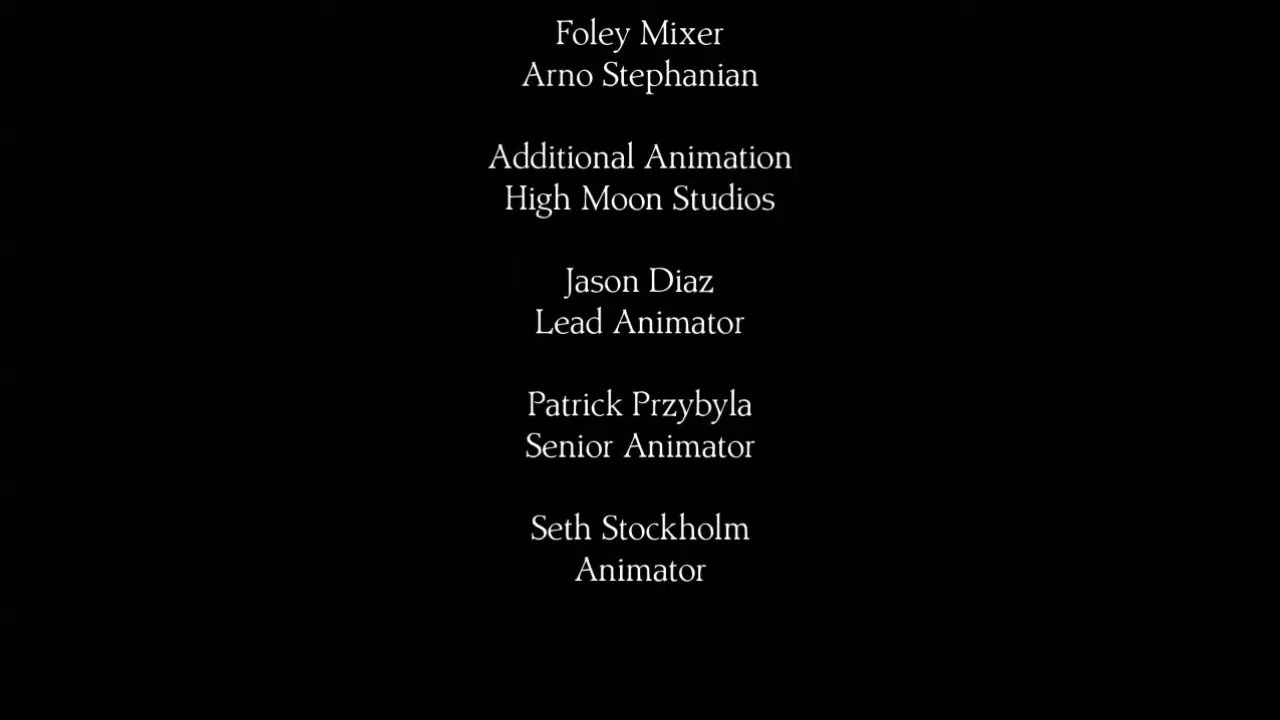 Foley Mixer
Arno Stephanian
Additional Animation
High Moon Studios
Jason Diaz
Lead Animator
Patrick Przybyla
Senior Animator
Seth Stockholm
Animator